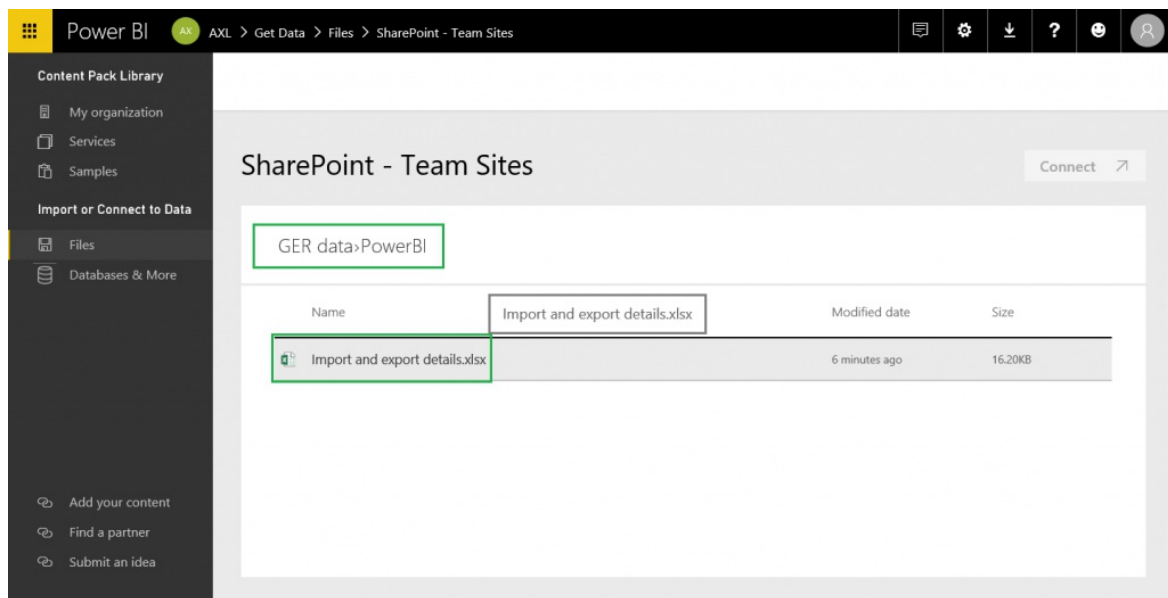 Power BI AX AXL > Get Data > Files > SharePoint - Team Sites ?
Content Pack Library
My organization
Services
Samples
Import or Connect to Data
Files
Databases & More
Add your content
Find a partner
Submit an idea
SharePoint - Team Sites
Connect
GER data›PowerBI
Name Import and export details.xlsx Modified date Size
Import and export details.xlsx 6 minutes ago 16.20KB